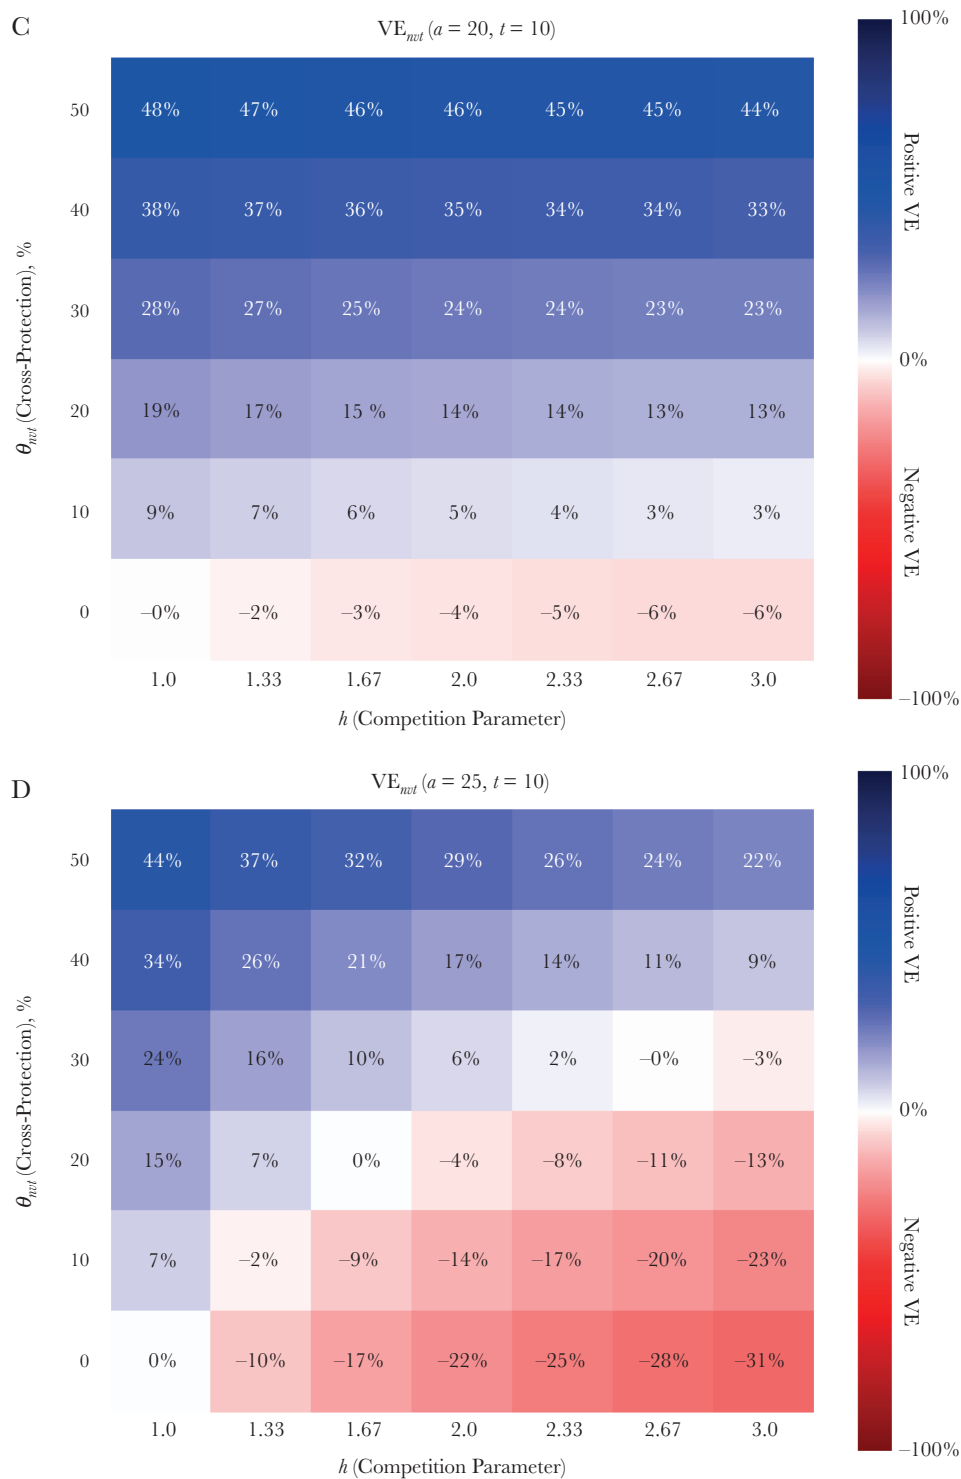 C
VE_nvt (a = 20, t = 10)
100%
50 48% 47% 46% 46% 45% 45% 44%
40 38% 37% 36% 35% 34% 34% 33%
30 28% 27% 25% 24% 24% 23% 23%
20 19% 17% 15 % 14% 14% 13% 13%
10 9% 7% 6% 5% 4% 3% 3%
0 –0% –2% –3% –4% –5% –6% –6%
1.0 1.33 1.67 2.0 2.33 2.67 3.0
h (Competition Parameter)
θ_nvt (Cross-Protection), %
Positive VE
0%
Negative VE
–100%
D
VE_nvt (a = 25, t = 10)
100%
50 44% 37% 32% 29% 26% 24% 22%
40 34% 26% 21% 17% 14% 11% 9%
30 24% 16% 10% 6% 2% –0% –3%
20 15% 7% 0% –4% –8% –11% –13%
10 7% –2% –9% –14% –17% –20% –23%
0 0% –10% –17% –22% –25% –28% –31%
1.0 1.33 1.67 2.0 2.33 2.67 3.0
h (Competition Parameter)
θ_nvt (Cross-Protection), %
Positive VE
0%
Negative VE
–100%